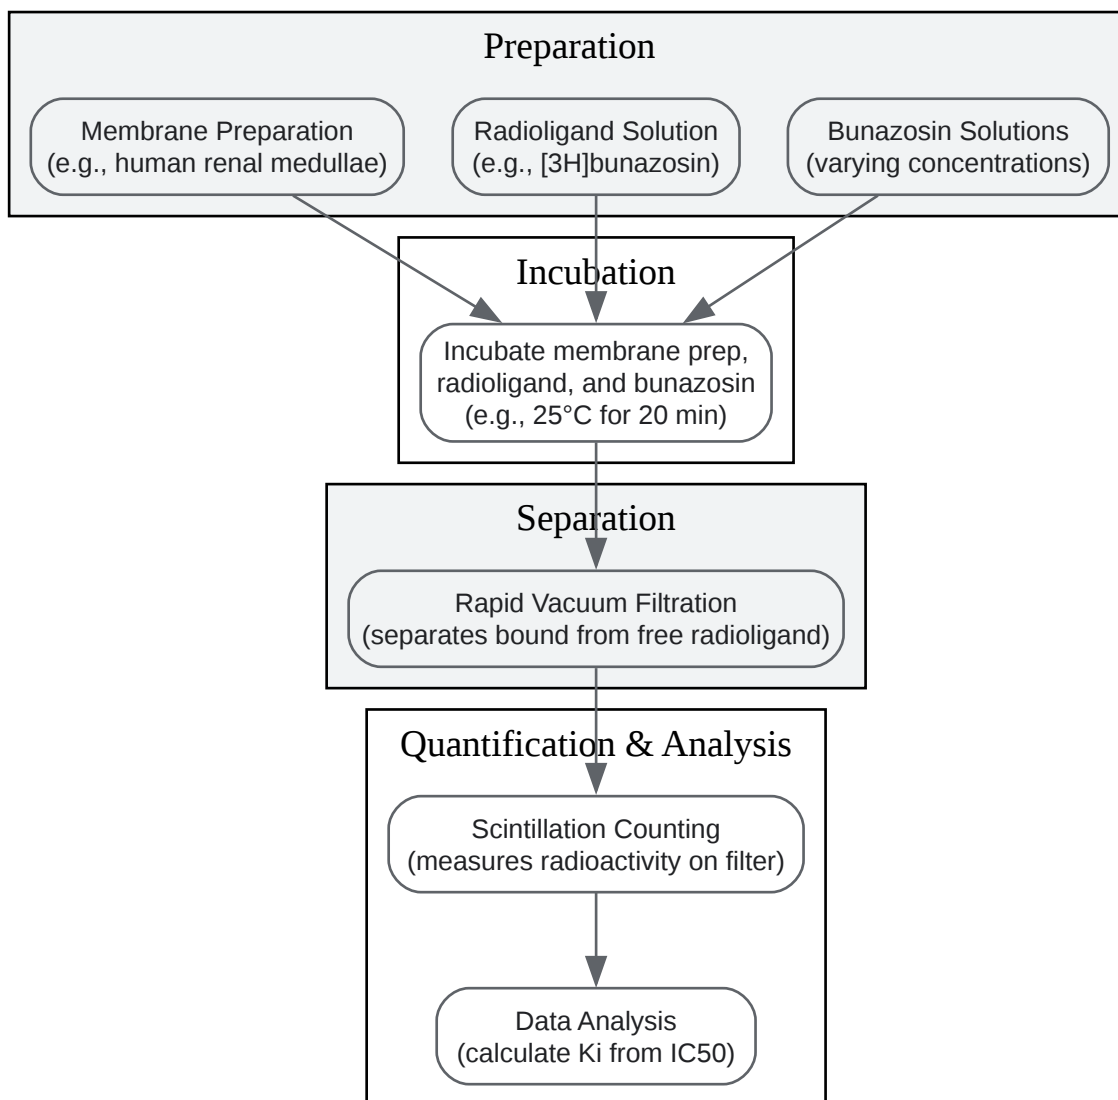 Preparation
Membrane Preparation
(e.g., human renal medullae)
Radioligand Solution
(e.g., [3H]bunazosin)
Bunazosin Solutions
(varying concentrations)
Incubation
Incubate membrane prep,
radioligand, and bunazosin
(e.g., 25°C for 20 min)
Separation
Rapid Vacuum Filtration
(separates bound from free radioligand)
Quantification & Analysis
Scintillation Counting
(measures radioactivity on filter)
Data Analysis
(calculate Ki from IC50)